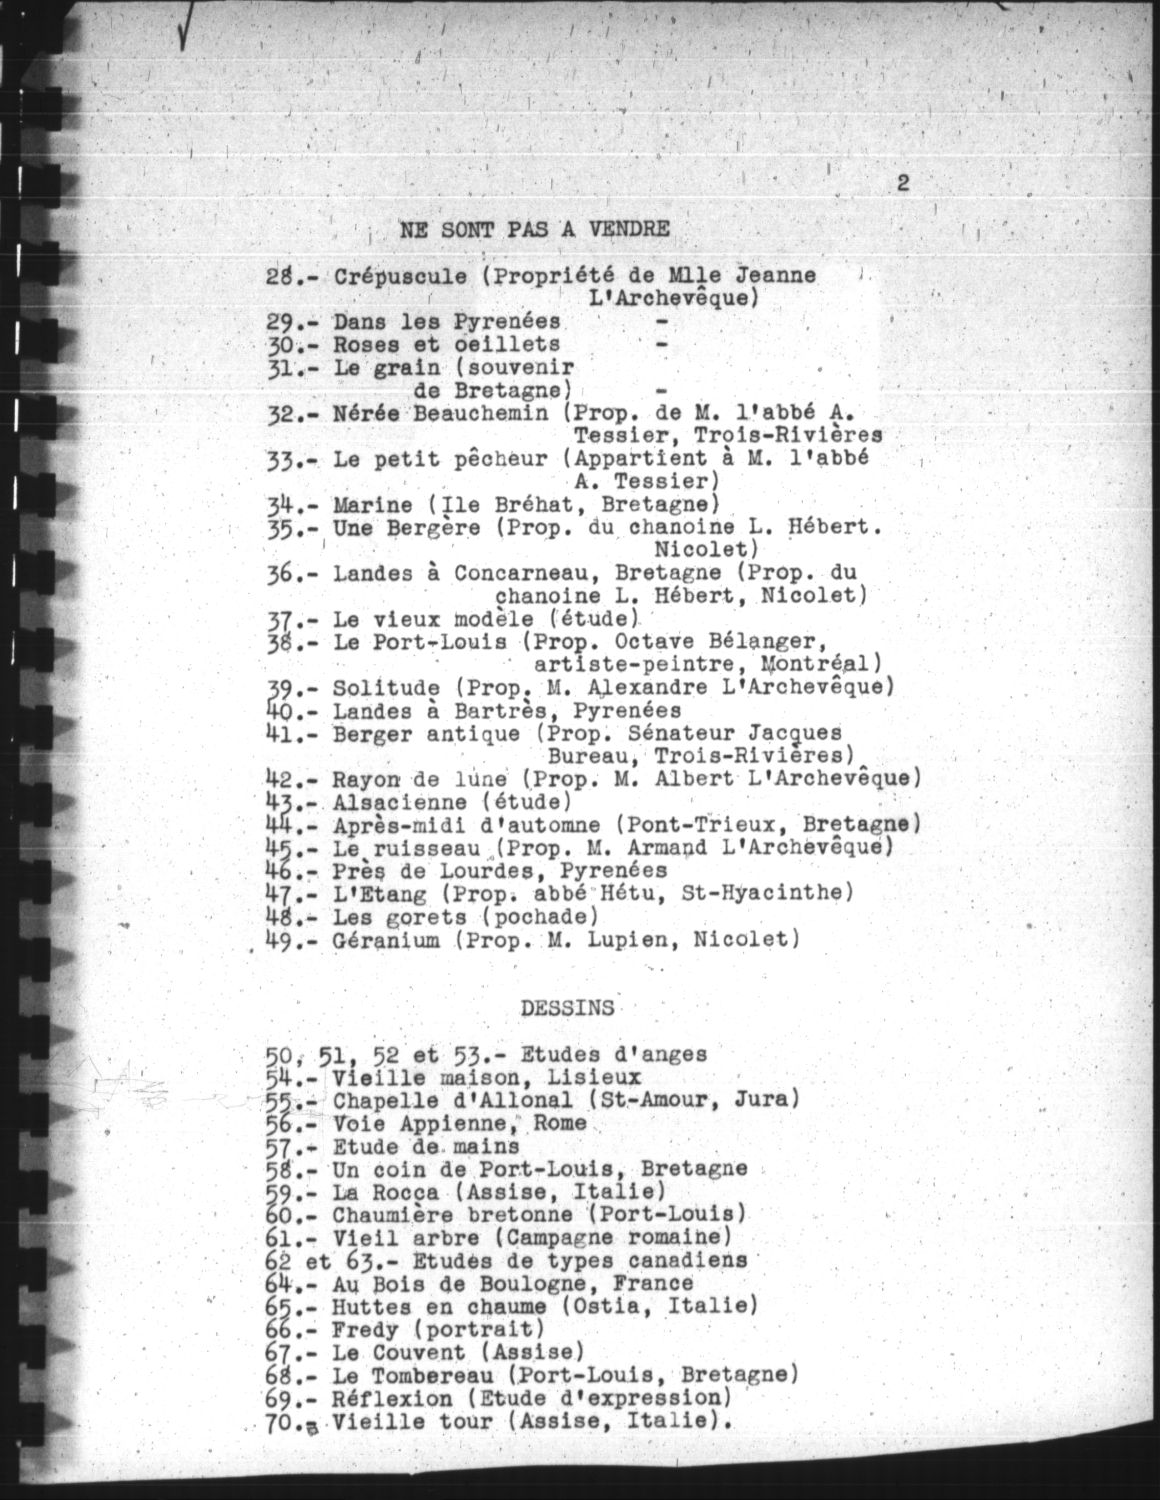 2
NE SONT PAS A VENDRE
28.- Crépuscule (Propriété de Mlle Jeanne
L'Archevêque)
29.- Dans les Pyrenées -
30.- Roses et oeillets -
31.- Le grain (souvenir
de Bretagne) -
32.- Nérée Beauchemin (Prop. de M. l'abbé A.
Tessier, Trois-Rivières
33.- Le petit pêcheur (Appartient à M. l'abbé
A. Tessier)
34.- Marine (Ile Bréhat, Bretagne)
35.- Une Bergère (Prop. du chanoine L. Hébert.
Nicolet)
36.- Landes à Concarneau, Bretagne (Prop. du
chanoine L. Hébert, Nicolet)
37.- Le vieux modèle (étude)
38.- Le Port-Louis (Prop. Octave Bélanger,
artiste-peintre, Montréal)
39.- Solitude (Prop. M. Alexandre L'Archevêque)
40.- Landes à Bartrès, Pyrenées
41.- Berger antique (Prop. Sénateur Jacques
Bureau, Trois-Rivières)
42.- Rayon de lune (Prop. M. Albert L'Archevêque)
43.- Alsacienne (étude)
44.- Après-midi d'automne (Pont-Trieux, Bretagne)
45.- Le ruisseau (Prop. M. Armand L'Archevêque)
46.- Près de Lourdes, Pyrenées
47.- L'Etang (Prop. abbé Hétu, St-Hyacinthe)
48.- Les gorets (pochade)
49.- Géranium (Prop. M. Lupien, Nicolet)
DESSINS
50, 51, 52 et 53.- Etudes d'anges
54.- Vieille maison, Lisieux
55.- Chapelle d'Allonal (St-Amour, Jura)
56.- Voie Appienne, Rome
57.- Etude de mains
58.- Un coin de Port-Louis, Bretagne
59.- La Rocca (Assise, Italie)
60.- Chaumière bretonne (Port-Louis)
61.- Vieil arbre (Campagne romaine)
62 et 63.- Etudes de types canadiens
64.- Au Bois de Boulogne, France
65.- Huttes en chaume (Ostia, Italie)
66.- Fredy (portrait)
67.- Le Couvent (Assise)
68.- Le Tombereau (Port-Louis, Bretagne)
69.- Réflexion (Etude d'expression)
70.- Vieille tour (Assise, Italie).